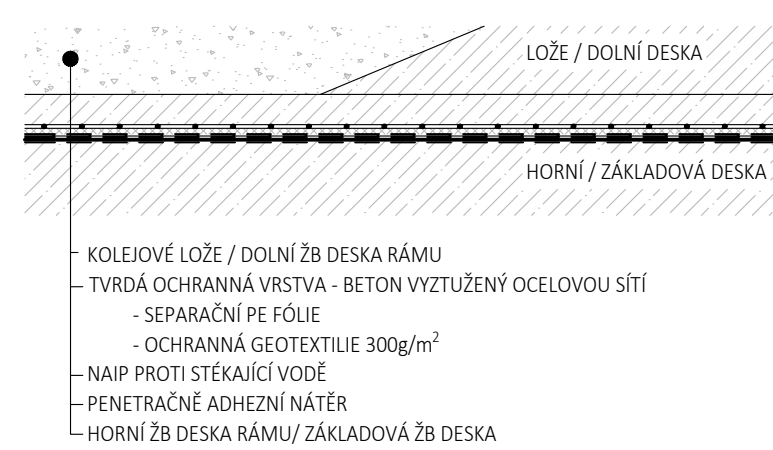 LOŽE / DOLNÍ DESKA
HORNÍ / ZÁKLADOVÁ DESKA
KOLEJOVÉ LOŽE / DOLNÍ ŽB DESKA RÁMU
TVRDÁ OCHRANNÁ VRSTVA - BETON VYZTUŽENÝ OCELOVOU SÍTÍ
- SEPARAČNÍ PE FÓLIE
- OCHRANNÁ GEOTEXTILIE 300g/m²
NAIP PROTI STÉKAJÍCÍ VODĚ
PENETRAČNĚ ADHEZNÍ NÁTĚR
HORNÍ ŽB DESKA RÁMU/ ZÁKLADOVÁ ŽB DESKA